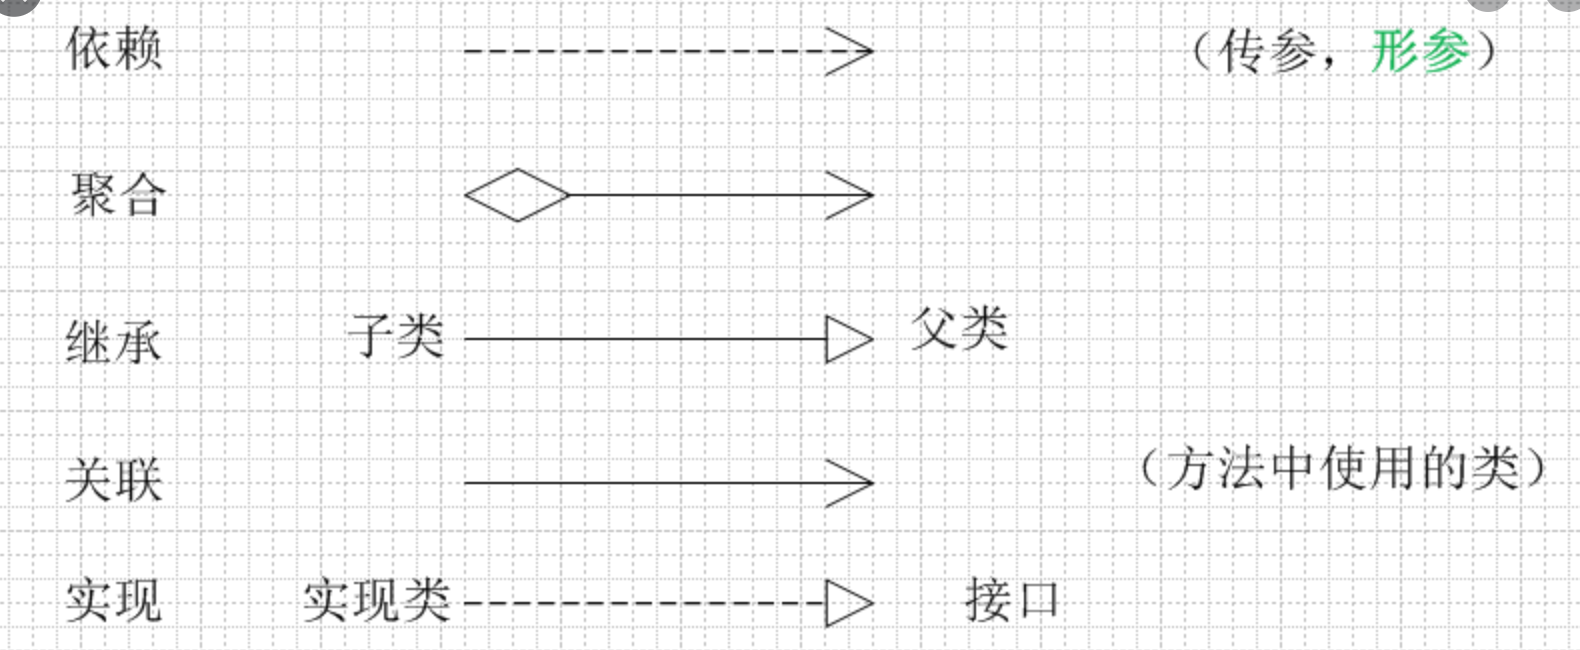 依赖 （传参，形参）
聚合
继承 子类 父类
关联 （方法中使用的类）
实现 实现类 接口